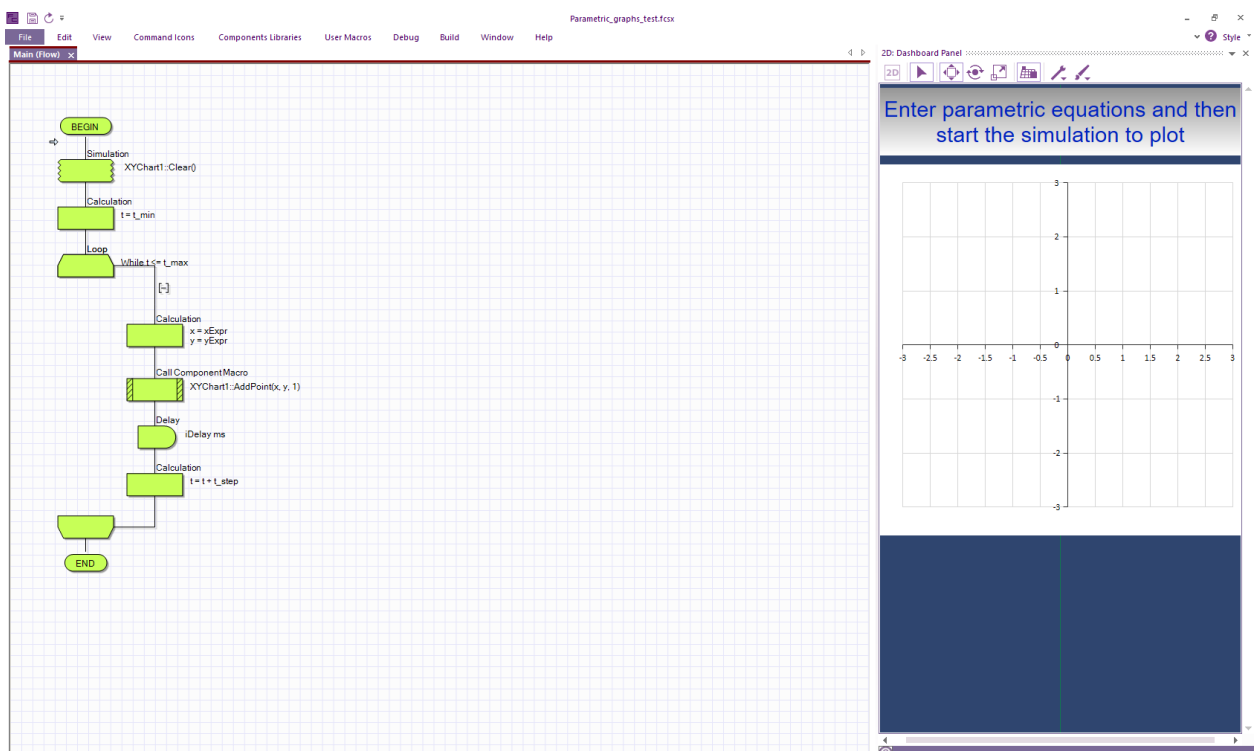 Parametric_graphs_test.fcsx
File Edit View Command Icons Components Libraries User Macros Debug Build Window Help
Style
Main (Flow)
BEGIN
Simulation
XYChart1::Clear()
Calculation
t = t_min
Loop
While t <= t_max
[-]
Calculation
x = xExpr
y = yExpr
Call Component Macro
XYChart1::AddPoint(x, y, 1)
Delay
iDelay ms
Calculation
t = t + t_step
END
2D: Dashboard Panel
2D
Enter parametric equations and then
start the simulation to plot
3
2
1
0
-3 -2.5 -2 -1.5 -1 -0.5 0 0.5 1 1.5 2 2.5 3
-1
-2
-3